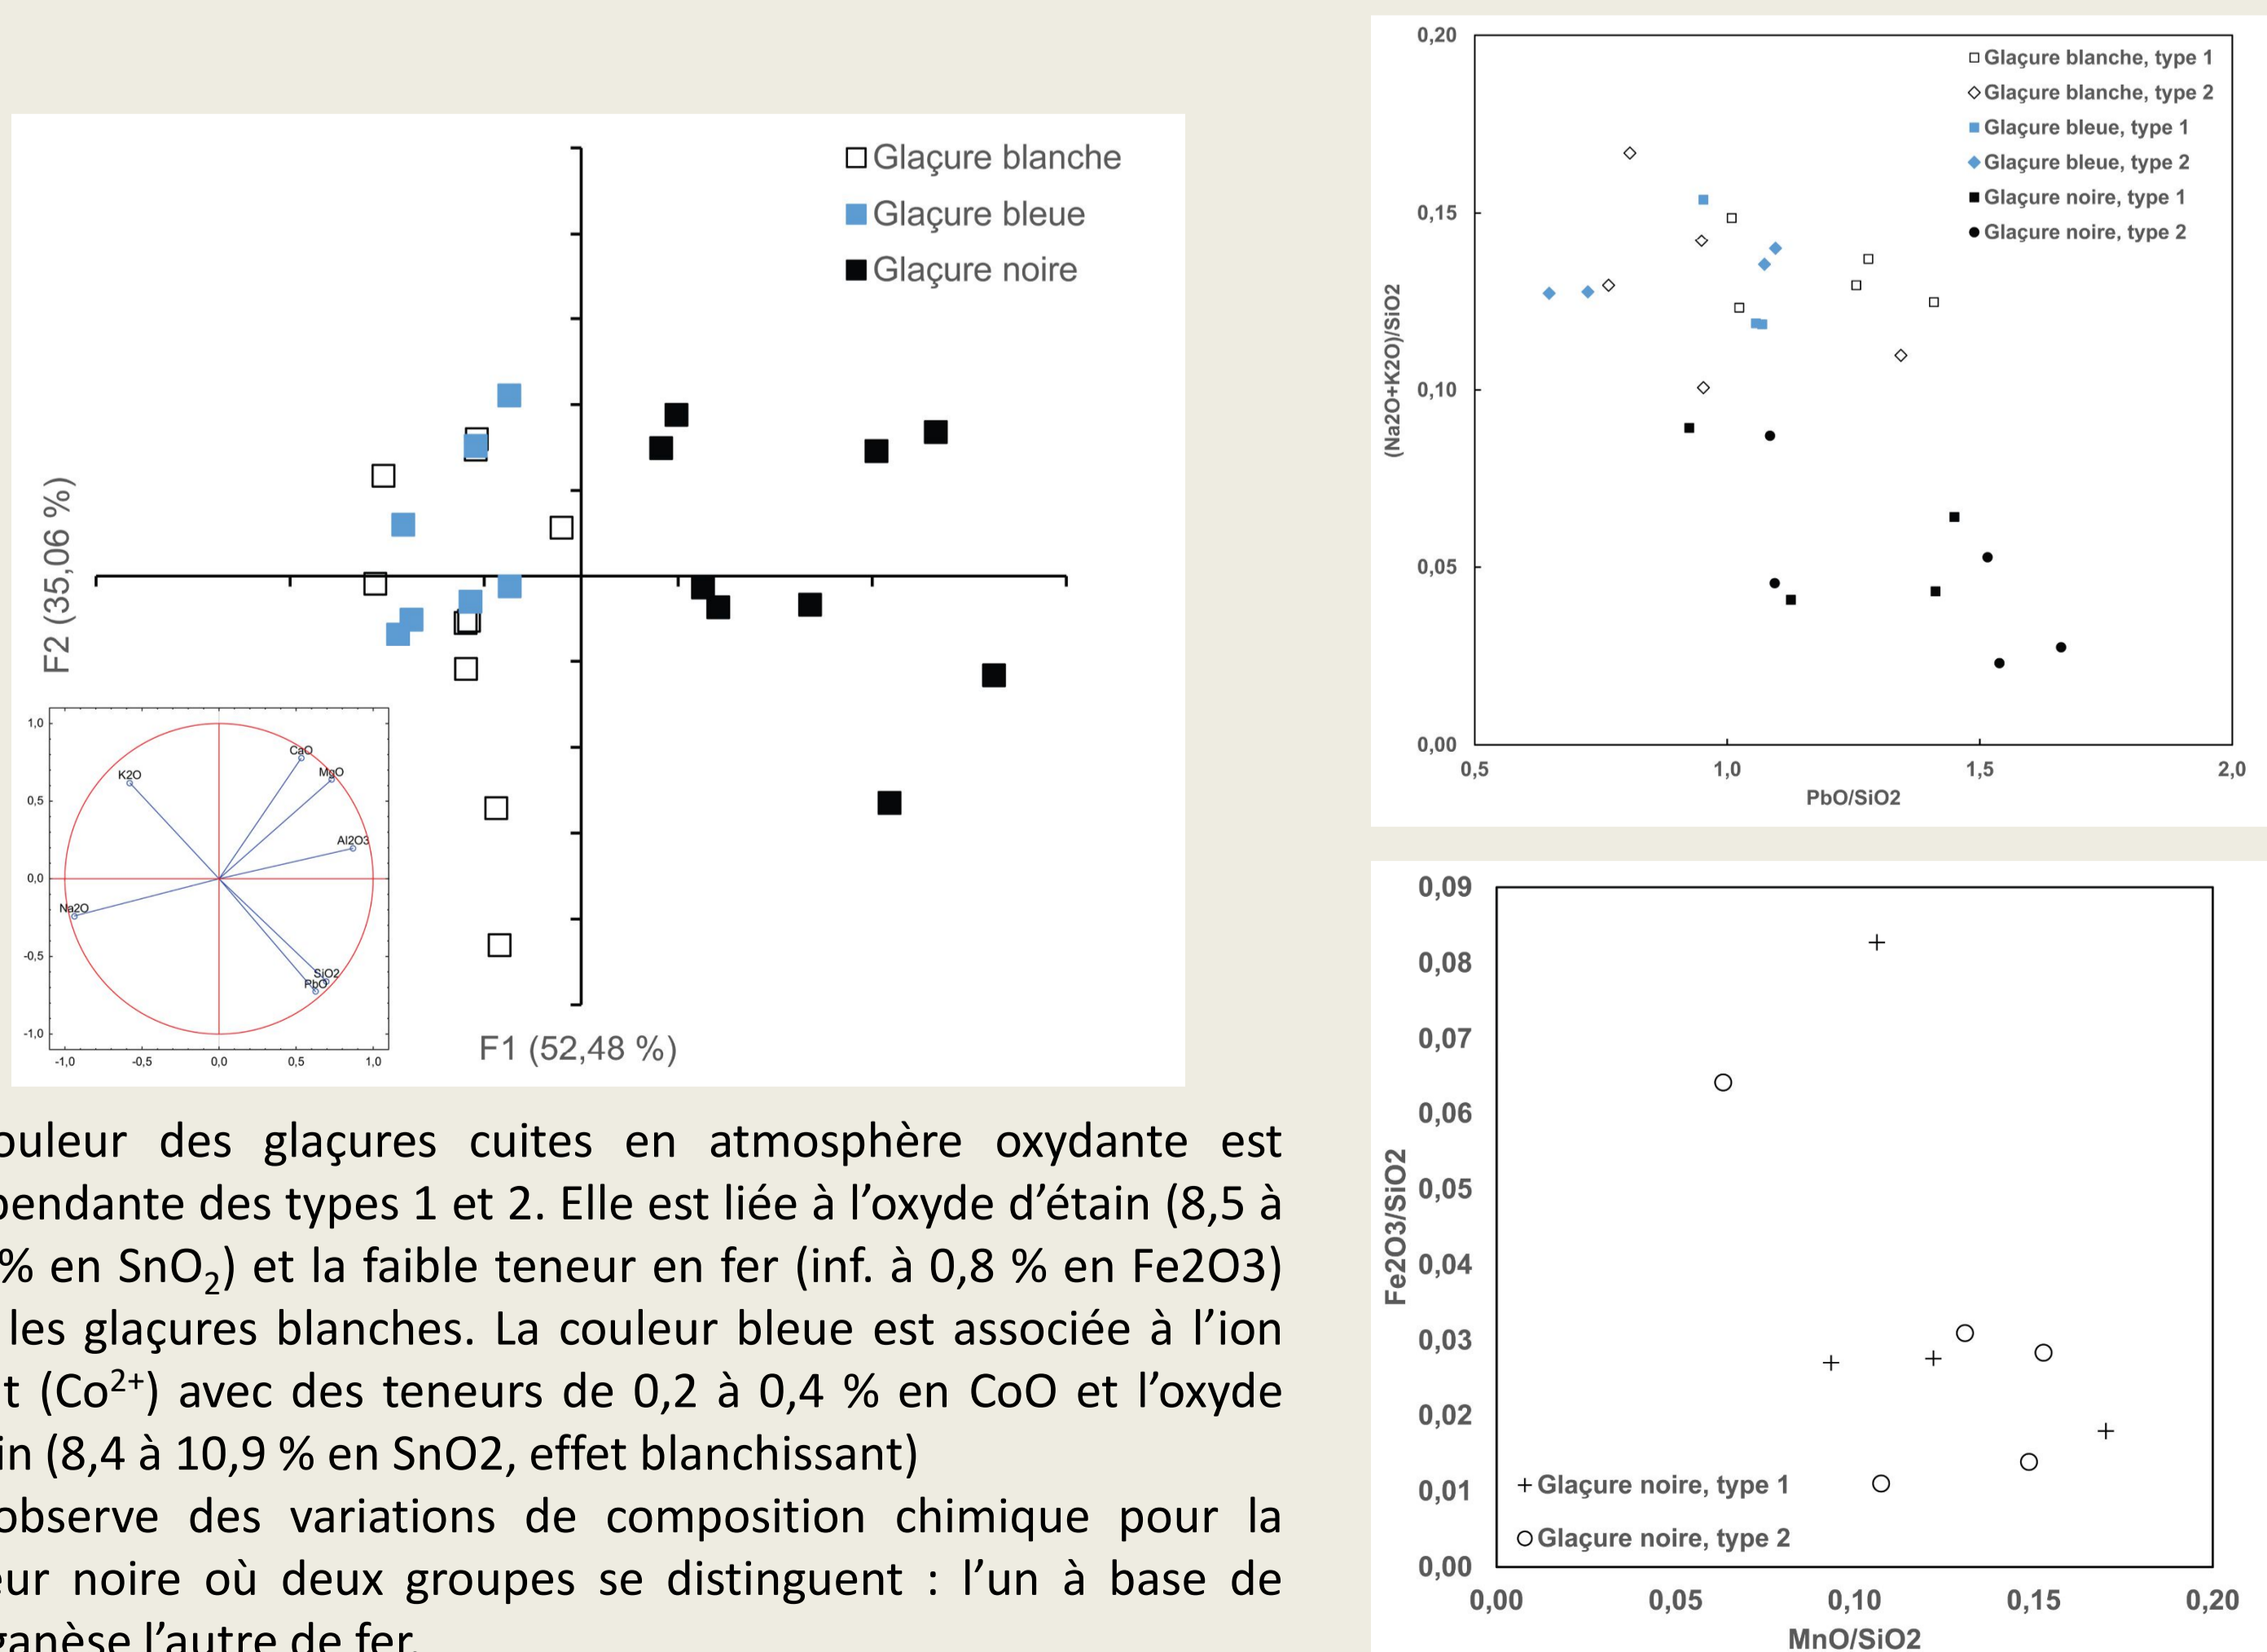 Glaçure blanche
Glaçure bleue
Glaçure noire
F2 (35,06 %)
F1 (52,48 %)
1,0
0,5
0,0
-0,5
-1,0
K2O
CaO
MgO
Al2O3
Na2O
SiO2
PbO
-1,0 -0,5 0,0 0,5 1,0
ouleur des glaçures cuites en atmosphère oxydante est
pendante des types 1 et 2. Elle est liée à l’oxyde d’étain (8,5 à
% en SnO₂) et la faible teneur en fer (inf. à 0,8 % en Fe2O3)
les glaçures blanches. La couleur bleue est associée à l’ion
t (Co²⁺) avec des teneurs de 0,2 à 0,4 % en CoO et l’oxyde
in (8,4 à 10,9 % en SnO2, effet blanchissant)
observe des variations de composition chimique pour la
eur noire où deux groupes se distinguent : l’un à base de
ganèse l’autre de fer.
0,20
0,15
0,10
0,05
0,00
(Na2O+K2O)/SiO2
Glaçure blanche, type 1
Glaçure blanche, type 2
Glaçure bleue, type 1
Glaçure bleue, type 2
Glaçure noire, type 1
Glaçure noire, type 2
0,5 1,0 1,5 2,0
PbO/SiO2
0,09
0,08
0,07
0,06
0,05
0,04
0,03
0,02
0,01
0,00
Fe2O3/SiO2
Glaçure noire, type 1
Glaçure noire, type 2
0,00 0,05 0,10 0,15 0,20
MnO/SiO2